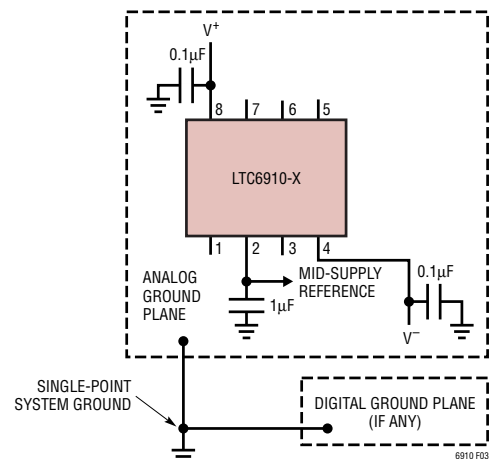 V+
0.1µF
8 7 6 5
LTC6910-X
1 2 3 4
ANALOG
GROUND
PLANE
MID-SUPPLY
REFERENCE
1µF
0.1µF
V−
SINGLE-POINT
SYSTEM GROUND
DIGITAL GROUND PLANE
(IF ANY)
6910 F03